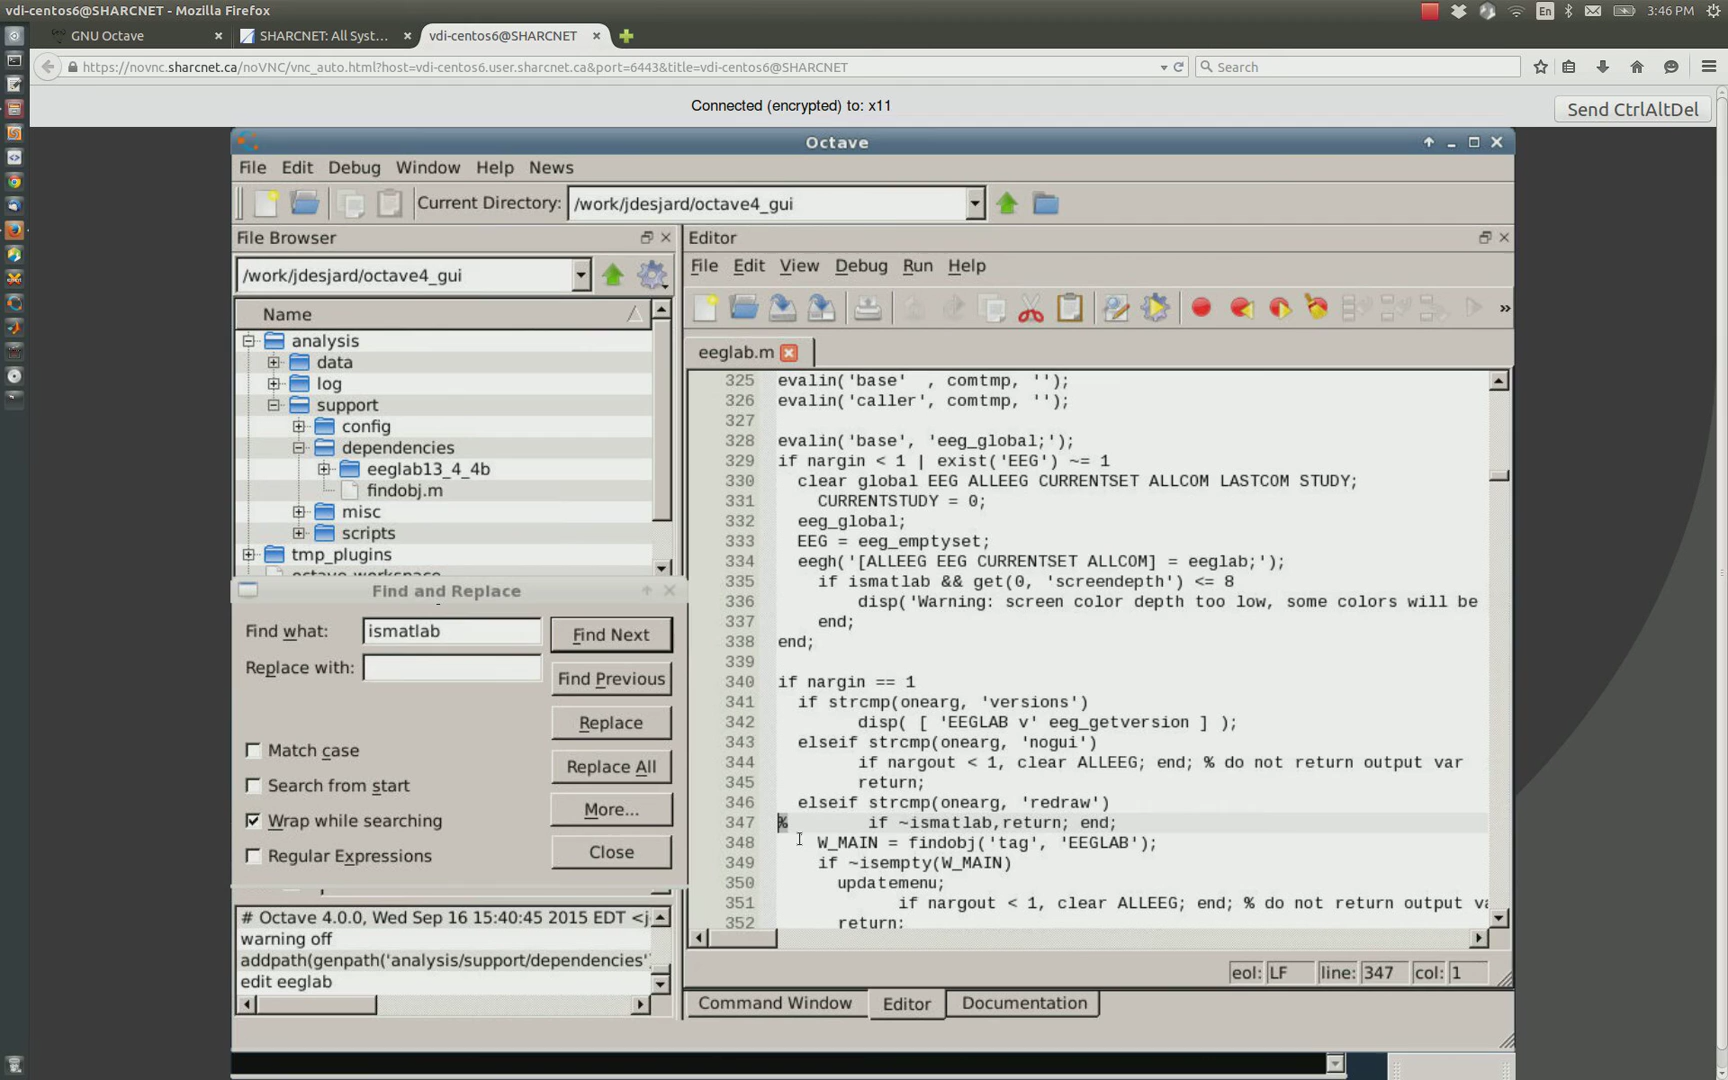 vdi-centos6@SHARCNET - Mozilla Firefox
En
3:46 PM
GNU Octave
SHARCNET: All Syst...
vdi-centos6@SHARCNET
https://novnc.sharcnet.ca/noVNC/vnc_auto.html?host=vdi-centos6.user.sharcnet.ca&port=6443&title=vdi-centos6@SHARCNET
Search
Connected (encrypted) to: x11
Send CtrlAltDel
Octave
File Edit Debug Window Help News
Current Directory: /work/jdesjard/octave4_gui
File Browser
/work/jdesjard/octave4_gui
Name
analysis
data
log
support
config
dependencies
eeglab13_4_4b
findobj.m
misc
scripts
tmp_plugins
Find and Replace
Find what: ismatlab
Find Next
Replace with:
Find Previous
Replace
Match case
Replace All
Search from start
More...
Wrap while searching
Regular Expressions
Close
# Octave 4.0.0, Wed Sep 16 15:40:45 2015 EDT <j
warning off
addpath(genpath('analysis/support/dependencies'
edit eeglab
Editor
File Edit View Debug Run Help
»
eeglab.m
325 evalin('base' , comtmp, '');
326 evalin('caller', comtmp, '');
327
328 evalin('base', 'eeg_global;');
329 if nargin < 1 | exist('EEG') ~= 1
330 clear global EEG ALLEEG CURRENTSET ALLCOM LASTCOM STUDY;
331 CURRENTSTUDY = 0;
332 eeg_global;
333 EEG = eeg_emptyset;
334 eegh('[ALLEEG EEG CURRENTSET ALLCOM] = eeglab;');
335 if ismatlab && get(0, 'screendepth') <= 8
336 disp('Warning: screen color depth too low, some colors will be
337 end;
338 end;
339
340 if nargin == 1
341 if strcmp(onearg, 'versions')
342 disp( [ 'EEGLAB v' eeg_getversion ] );
343 elseif strcmp(onearg, 'nogui')
344 if nargout < 1, clear ALLEEG; end; % do not return output var
345 return;
346 elseif strcmp(onearg, 'redraw')
347 % if ~ismatlab,return; end;
348 W_MAIN = findobj('tag', 'EEGLAB');
349 if ~isempty(W_MAIN)
350 updatemenu;
351 if nargout < 1, clear ALLEEG; end; % do not return output va
352 return;
eol: LF line: 347 col: 1
Command Window Editor Documentation